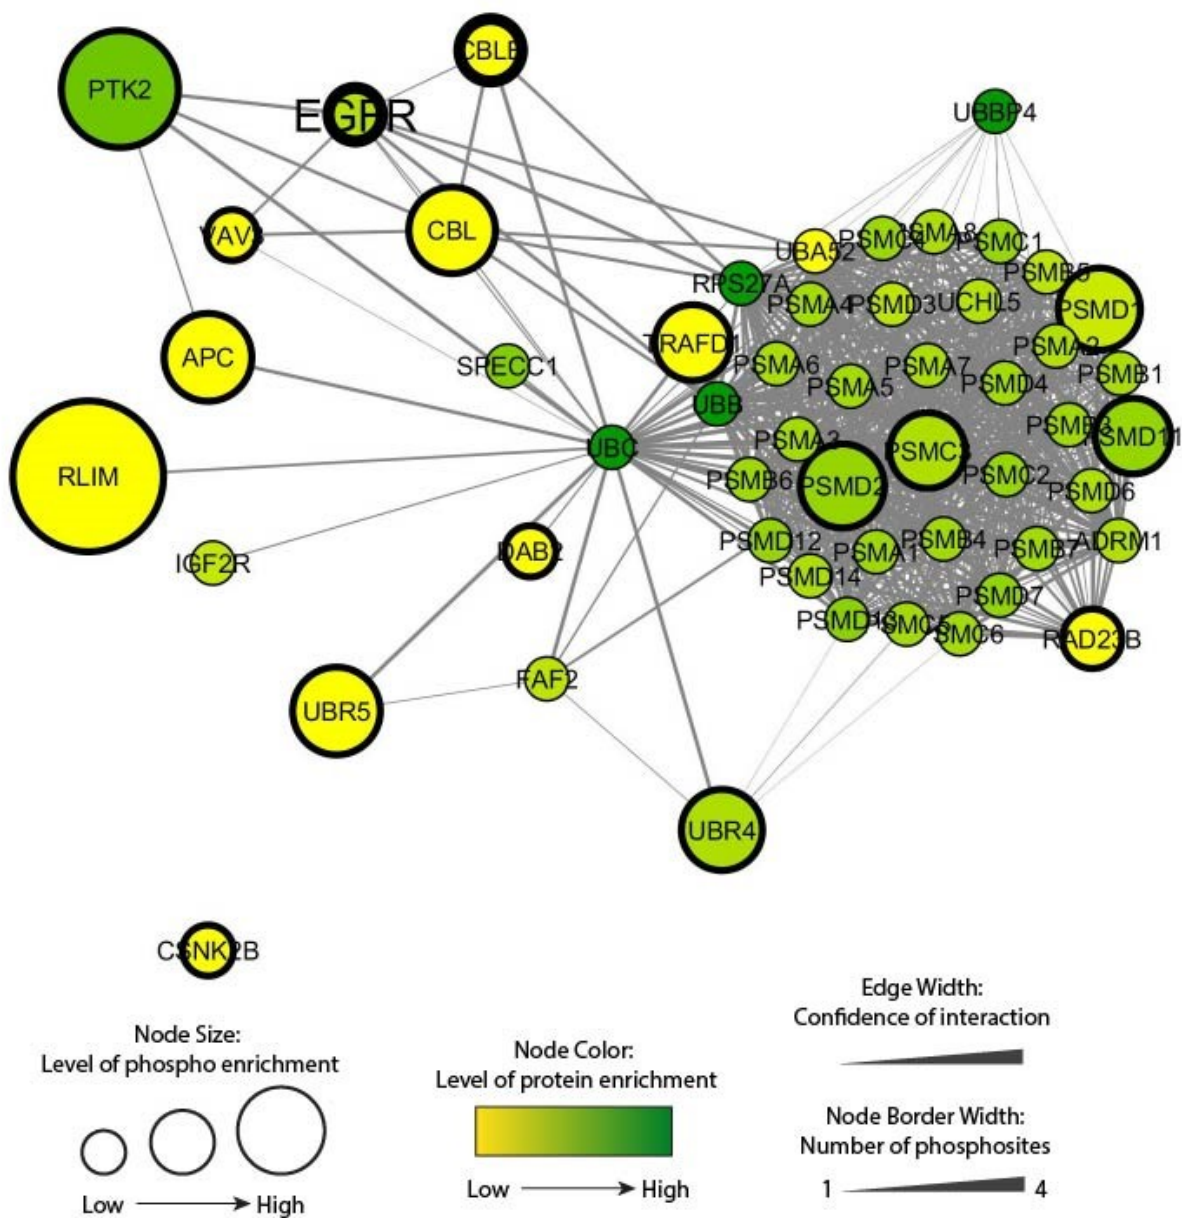 CBLB
PTK2
EGFR
UBBP4
VAV3
CBL
UBA52
PSMC4
PSMA8
PSMC1
PSMB5
RPS27A
PSMA4
PSMD3
UCHL5
PSMD1
TRAFD1
PSMA2
APC
SPECC1
PSMA6
PSMA5
PSMA7
PSMD4
PSMB1
UBB
PSMB3
PSMD11
UBC
PSMA3
PSMC3
RLIM
PSMB6
PSMD2
PSMC2
PSMD6
IGF2R
DAB2
PSMD12
PSMA1
PSMB4
PSMB7
ADRM1
PSMD14
PSMD7
PSMD13
PSMC5
PSMC6
RAD23B
FAF2
UBR5
UBR4
CSNK2B
Node Size:
Level of phospho enrichment
Low
High
Node Color:
Level of protein enrichment
Low
High
Edge Width:
Confidence of interaction
Node Border Width:
Number of phosphosites
1
4